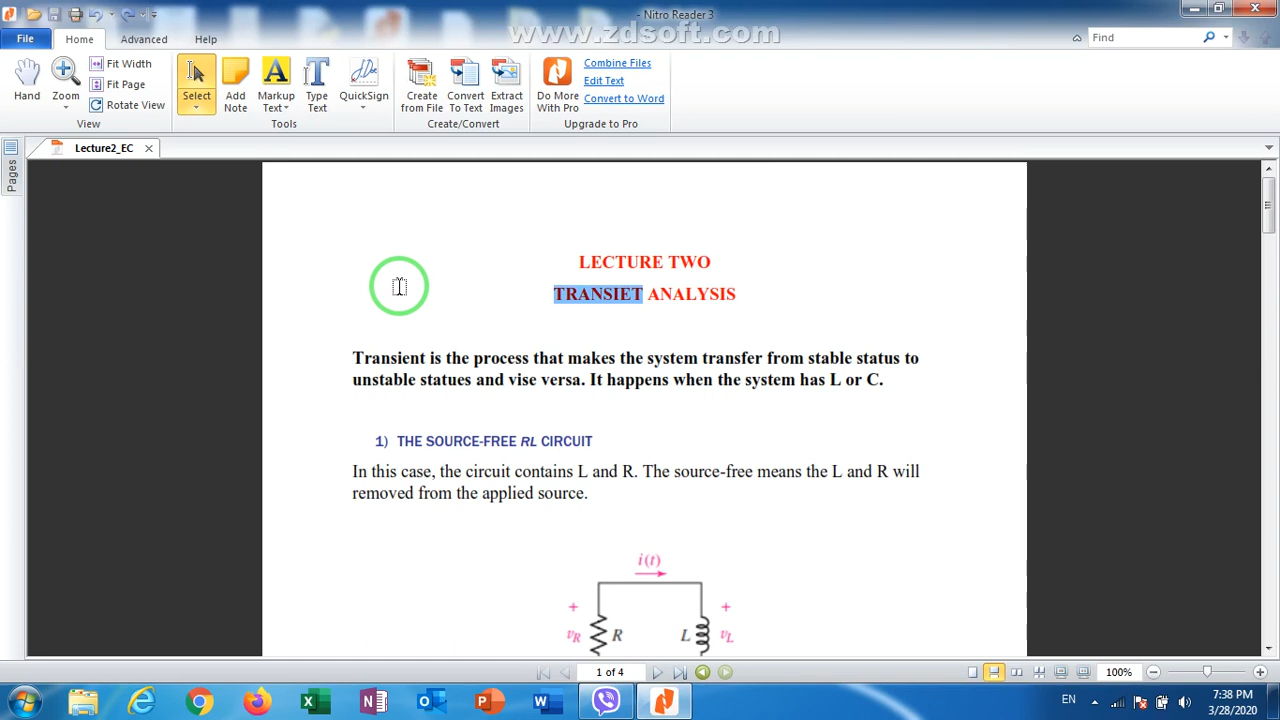 - Nitro Reader 3
www.zdsoft.com
File
Home
Advanced
Help
Find
Hand
Zoom
Fit Width
Fit Page
Rotate View
View
Select
Add Note
Markup Text
Type Text
QuickSign
Tools
Create from File
Convert To Text
Extract Images
Create/Convert
Do More With Pro
Combine Files
Edit Text
Convert to Word
Upgrade to Pro
Pages
Lecture2_EC
LECTURE TWO
TRANSIET ANALYSIS
Transient is the process that makes the system transfer from stable status to
unstable statues and vise versa. It happens when the system has L or C.
1) THE SOURCE-FREE RL CIRCUIT
In this case, the circuit contains L and R. The source-free means the L and R will
removed from the applied source.
i(t)
+ +
vR R L vL
1 of 4
100%
EN
7:38 PM
3/28/2020